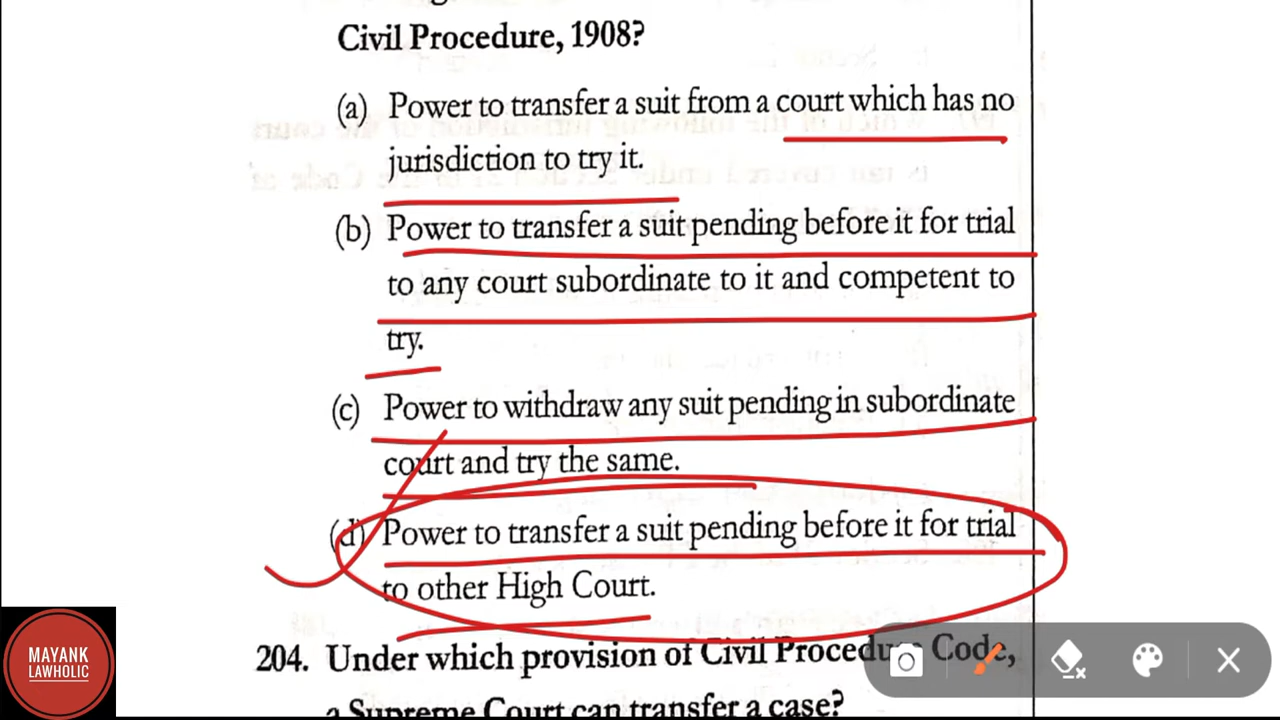 Civil Procedure, 1908?
(a) Power to transfer a suit from a court which has no
jurisdiction to try it.
(b) Power to transfer a suit pending before it for trial
to any court subordinate to it and competent to
try.
(c) Power to withdraw any suit pending in subordinate
court and try the same.
(d) Power to transfer a suit pending before it for trial
to other High Court.
204. Under which provision of Civil Procedure Code,
a Supreme Court can transfer a case?
MAYANK
LAWHOLIC